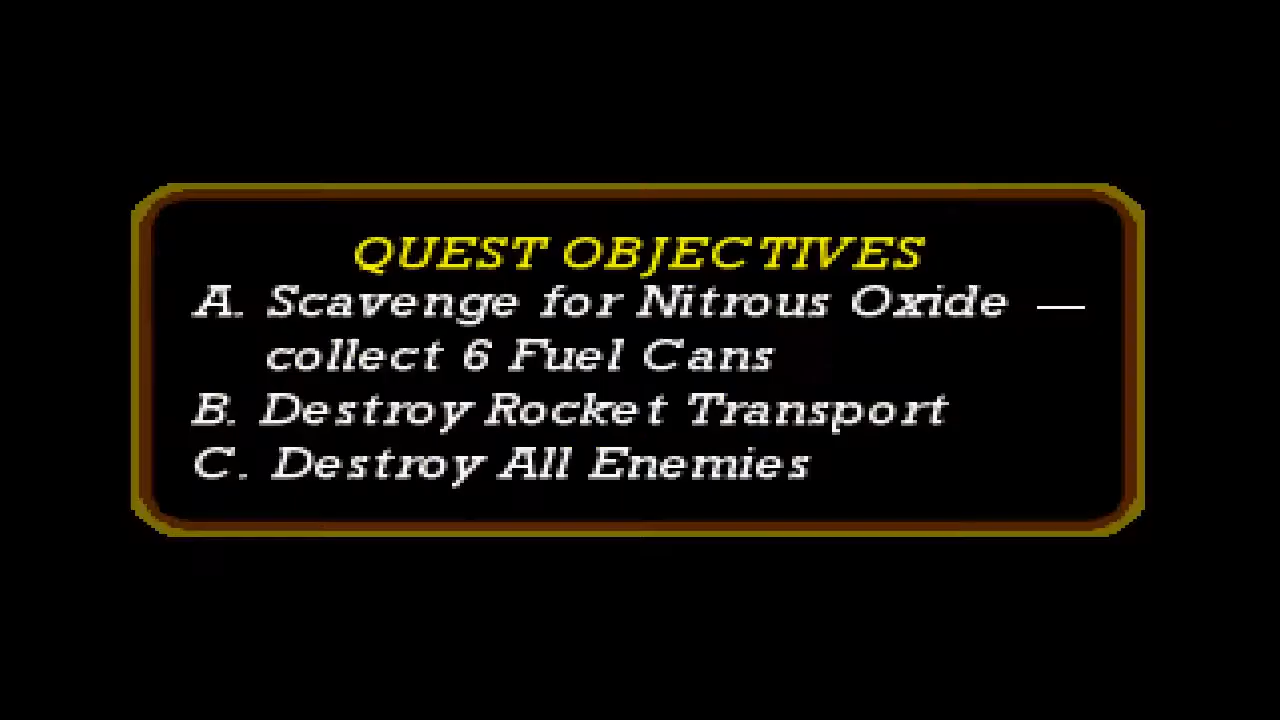 QUEST OBJECTIVES
A. Scavenge for Nitrous Oxide —
collect 6 Fuel Cans
B. Destroy Rocket Transport
C. Destroy All Enemies